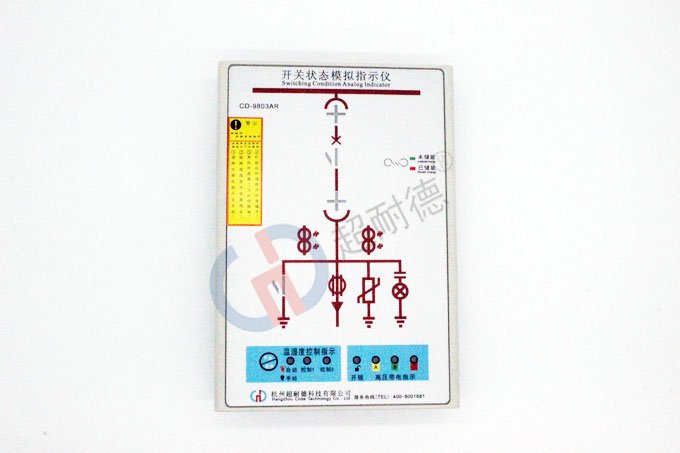 开关状态模拟指示仪
Switching Condition Analog Indicator
CD-9803AR
警示
未储能
已储能
超耐德®
温湿度控制指示
自动 控制1 控制2
手动
A B C
开锁 高压带电指示
杭州超耐德科技有限公司
Hangzhou Cnde Technology Co., Ltd
服务热线(TEL): 400-6001681